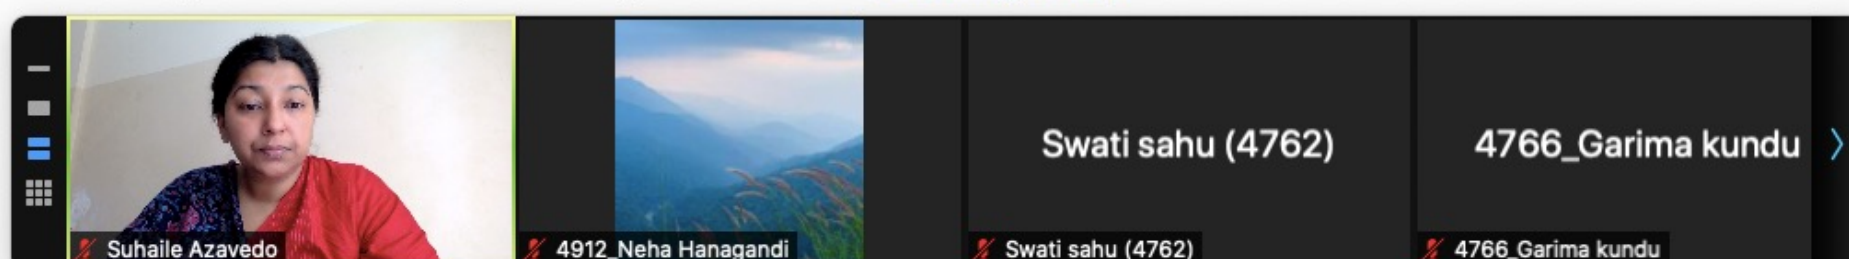 Swati sahu (4762)
4766_Garima kundu
Suhaile Azavedo
4912_Neha Hanagandi
Swati sahu (4762)
4766_Garima kundu